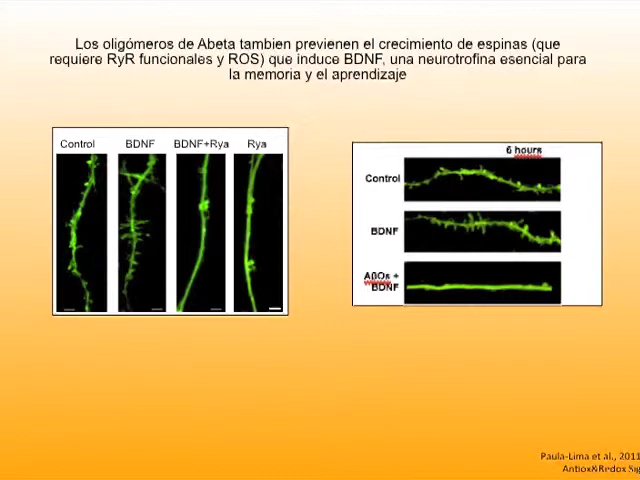 Los oligómeros de Abeta tambien previenen el crecimiento de espinas (que
requiere RyR funcionales y ROS) que induce BDNF, una neurotrofina esencial para
la memoria y el aprendizaje
Control BDNF BDNF+Rya Rya
6 hours
Control
BDNF
AβOs +
BDNF
Paula-Lima et al., 2011
Antiox&Redox Sig